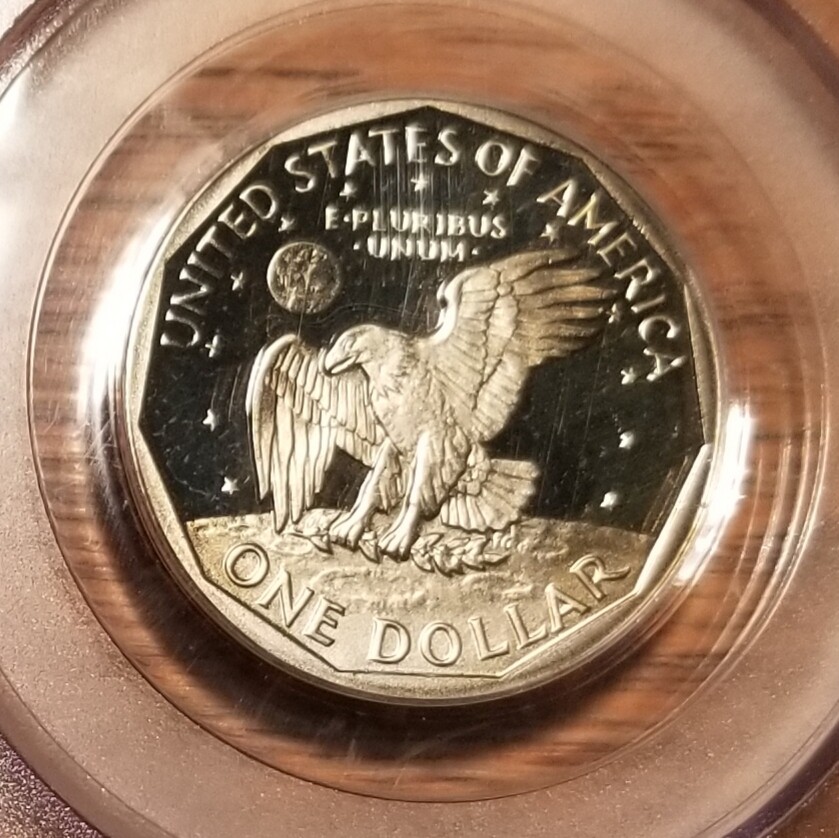 UNITED STATES OF AMERICA
E·PLURIBUS
·UNUM·
ONE DOLLAR